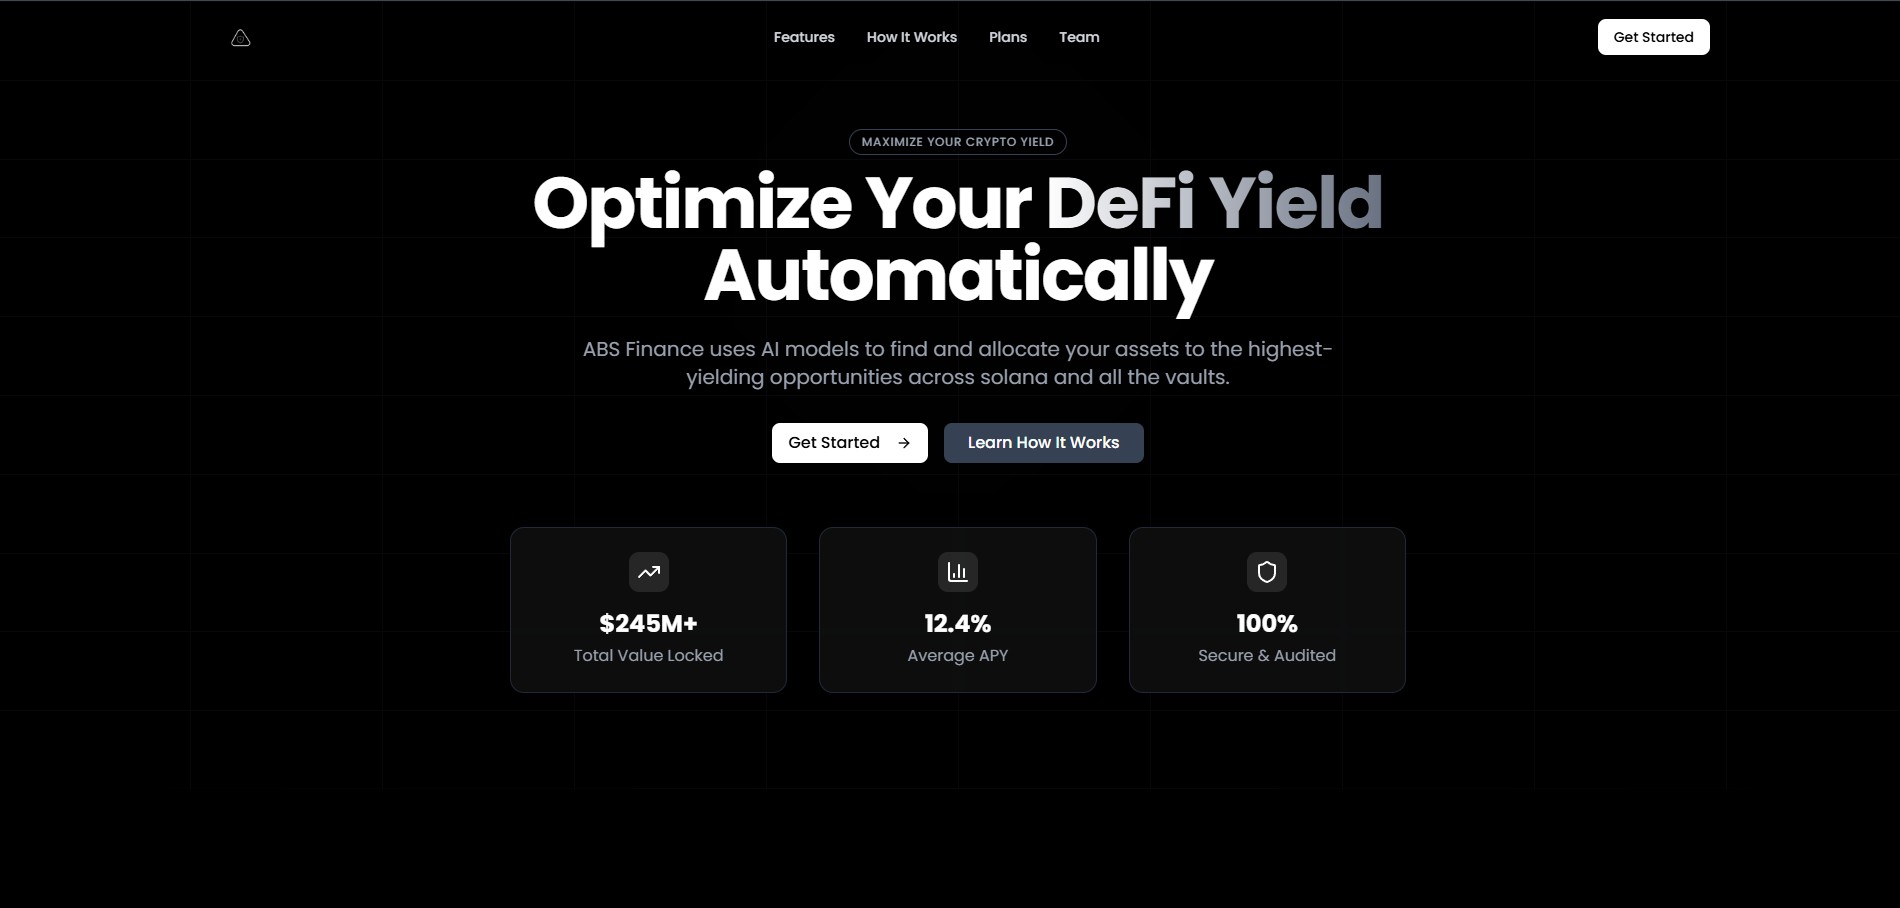 Features
How It Works
Plans
Team
Get Started
MAXIMIZE YOUR CRYPTO YIELD
Optimize Your DeFi Yield
Automatically
ABS Finance uses AI models to find and allocate your assets to the highest-
yielding opportunities across solana and all the vaults.
Get Started →
Learn How It Works
$245M+
Total Value Locked
12.4%
Average APY
100%
Secure & Audited